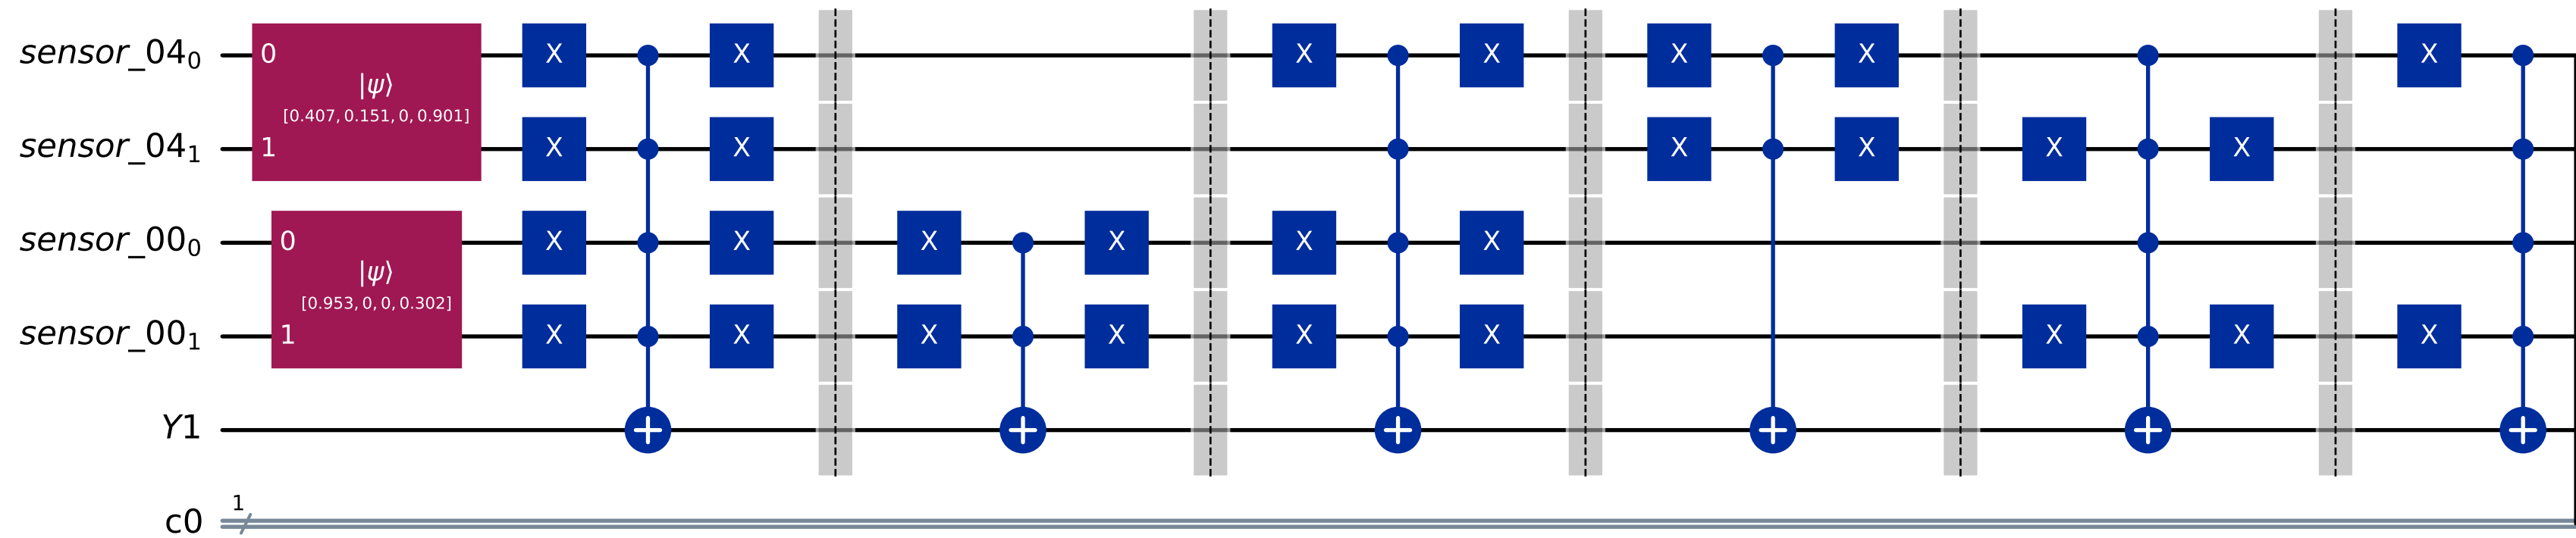 sensor_04₀ 0 X X X X X X X
sensor_04₁ 1 X X X X X X
|ψ⟩
[0.407,0.151,0,0.901]
sensor_00₀ 0 X X X X X X
sensor_00₁ 1 X X X X X X X X X
|ψ⟩
[0.953,0,0,0.302]
Y1
c0 1